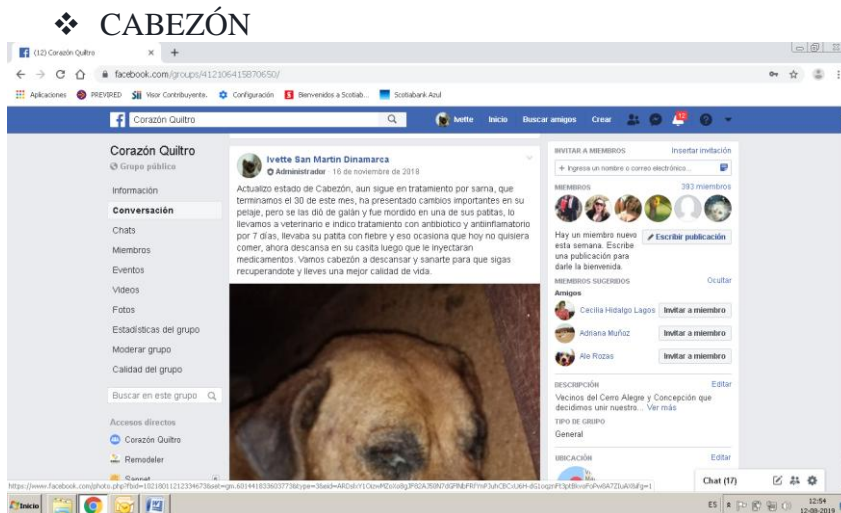 ❖ CABEZÓN
(12) Corazón Quiltro
facebook.com/groups/412106415870650/
Aplicaciones PREVIRED Visor Contribuyente. Configuración Bienvenidos a Scotiab... Scotiabank Azul
Corazón Quiltro Ivette Inicio Buscar amigos Crear 12
Corazón Quiltro
Grupo público
Información
Conversación
Chats
Miembros
Eventos
Videos
Fotos
Estadísticas del grupo
Moderar grupo
Calidad del grupo
Buscar en este grupo
Accesos directos
Corazón Quiltro
Remodeler
Ivette San Martin Dinamarca
Administrador · 16 de noviembre de 2018
Actualizo estado de Cabezón, aun sigue en tratamiento por sarna, que
terminamos el 30 de este mes, ha presentado cambios importantes en su
pelaje, pero se las dió de galán y fue mordido en una de sus patitas, lo
llevamos a veterinario e indico tratamiento con antibiotico y antiinflamatorio
por 7 días, llevaba su patita con fiebre y eso ocasiona que hoy no quisiera
comer, ahora descansa en su casita luego que le inyectaran
medicamentos. Vamos cabezón a descansar y sanarte para que sigas
recuperandote y lleves una mejor calidad de vida.
INVITAR A MIEMBROS Insertar invitación
+ Ingresa un nombre o correo electrónico...
MIEMBROS 393 miembros
Hay un miembro nuevo
esta semana. Escribe
una publicación para
darle la bienvenida.
Escribir publicación
MIEMBROS SUGERIDOS Ocultar
Amigos
Cecilia Hidalgo Lagos Invitar a miembro
Adriana Muñoz Invitar a miembro
Ale Rozas Invitar a miembro
DESCRIPCIÓN Editar
Vecinos del Cerro Alegre y Concepción que
decidimos unir nuestro... Ver más
TIPO DE GRUPO
General
UBICACIÓN Editar
Chat (17)
Inicio
ES
12:54
12-08-2019